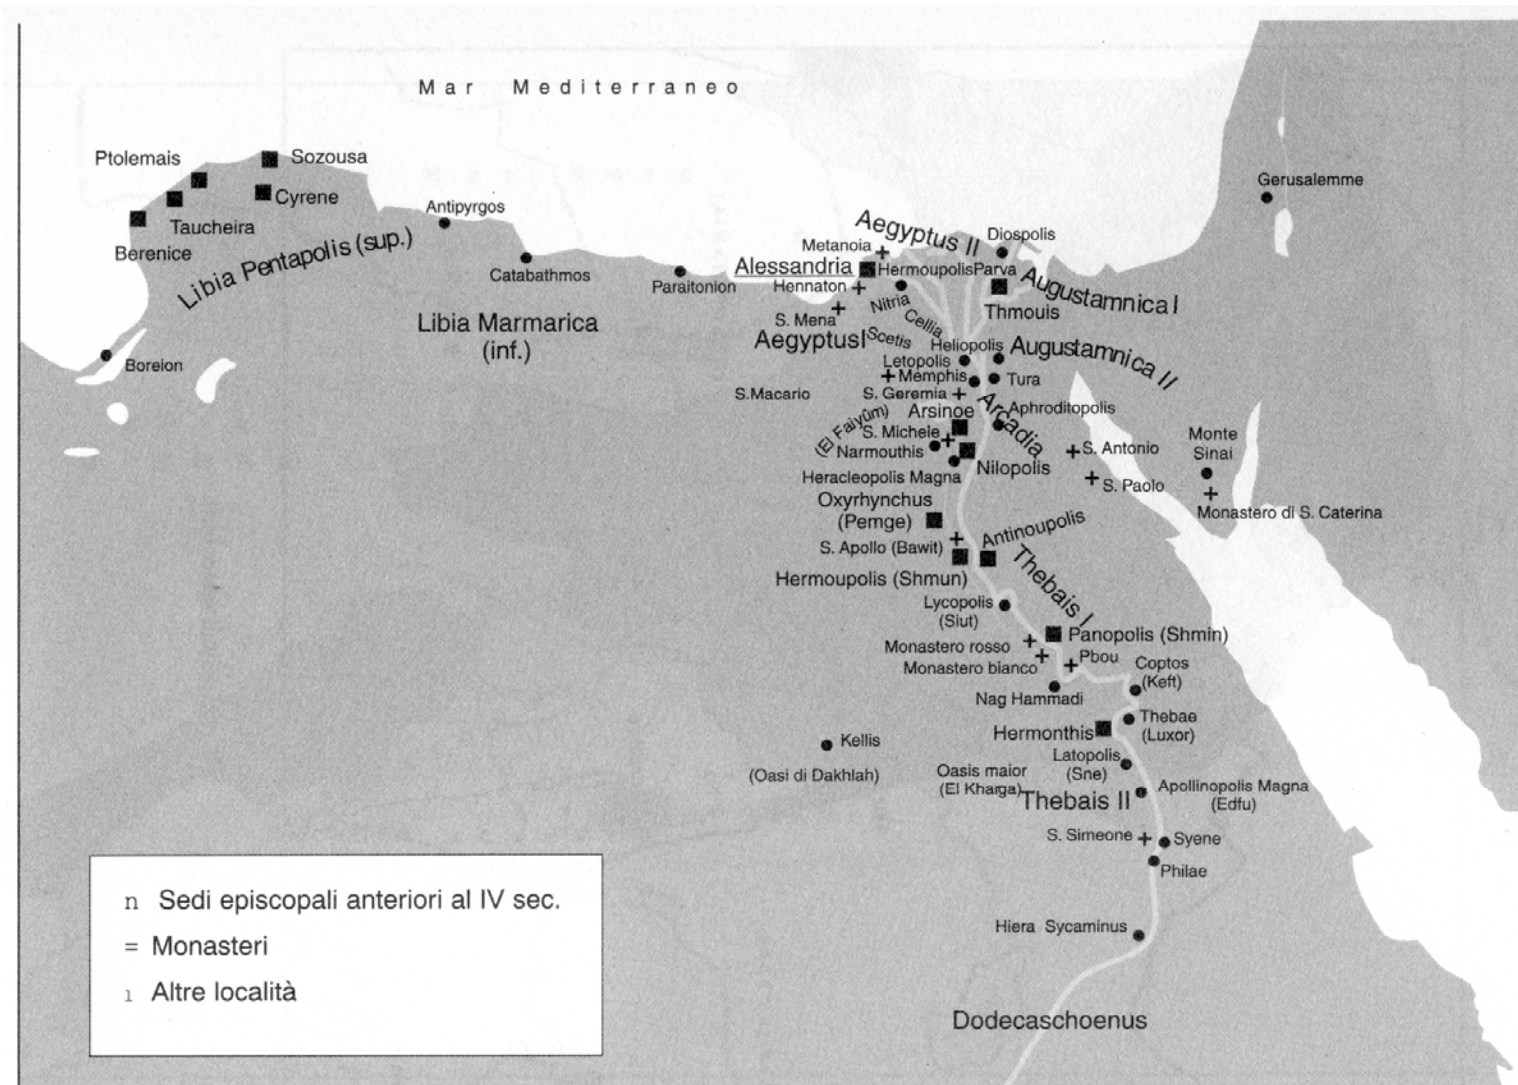 Mar Mediterraneo
Ptolemais
Sozousa
Cyrene
Taucheira
Berenice
Libia Pentapolis (sup.)
Antipyrgos
Catabathmos
Paraitonion
Boreion
Libia Marmarica
(inf.)
Gerusalemme
Metanoia
Aegyptus II
Diospolis
Alessandria
HermoupolisParva
Hennaton
Nitria
Augustamnica I
Thmouis
S. Mena
Cellia
AegyptusI
Scetis
Heliopolis
Augustamnica II
Letopolis
Memphis
Tura
S.Macario
S. Geremia
Arcadia
Aphroditopolis
Arsinoe
(El Faiyûm)
S. Michele
Narmouthis
Nilopolis
Heracleopolis Magna
S. Antonio
S. Paolo
Monte
Sinai
Monastero di S. Caterina
Oxyrhynchus
(Pemge)
Antinoupolis
S. Apollo (Bawit)
Hermoupolis (Shmun)
Thebais I
Lycopolis
(Siut)
Panopolis (Shmin)
Monastero rosso
Monastero bianco
Pbou
Coptos
(Keft)
Nag Hammadi
Thebae
(Luxor)
Hermonthis
Kellis
(Oasi di Dakhlah)
Latopolis
(Sne)
Oasis maior
(El Kharga)
Apollinopolis Magna
(Edfu)
Thebais II
S. Simeone
Syene
Philae
Hiera Sycaminus
Dodecaschoenus
n Sedi episcopali anteriori al IV sec.
= Monasteri
ı Altre località